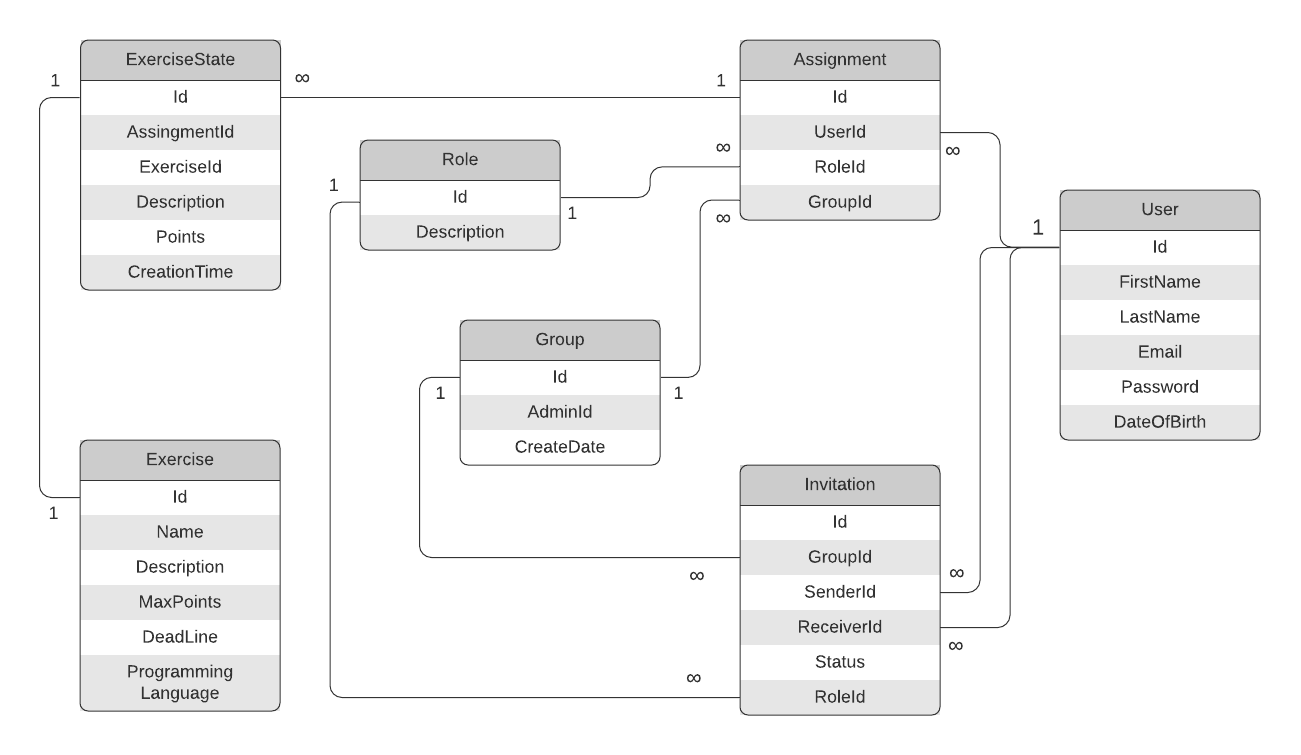 ExerciseState
Id
AssingmentId
ExerciseId
Description
Points
CreationTime
1
∞
1
Assignment
Id
UserId
RoleId
GroupId
∞
∞
∞
Role
Id
Description
1
1
User
Id
FirstName
LastName
Email
Password
DateOfBirth
1
Group
Id
AdminId
CreateDate
1
1
Exercise
Id
Name
Description
MaxPoints
DeadLine
Programming
Language
1
Invitation
Id
GroupId
SenderId
ReceiverId
Status
RoleId
∞
∞
∞
∞